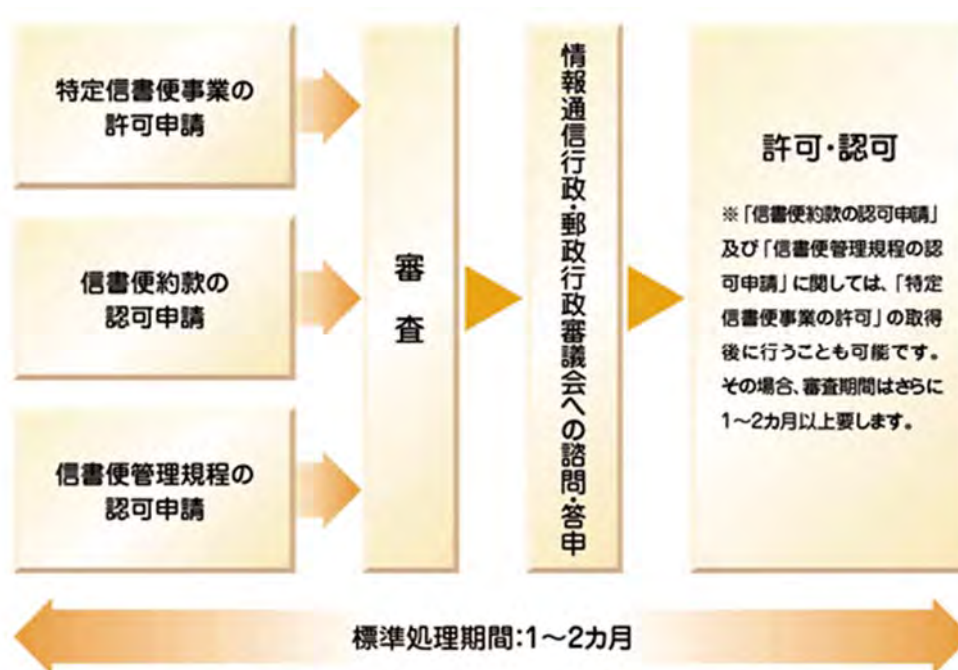 特定信書便事業の
許可申請
信書便約款の
認可申請
信書便管理規程の
認可申請
審査
情報通信行政・郵政行政審議会への諮問・答申
許可・認可
※「信書便約款の認可申請」
及び「信書便管理規程の認
可申請」に関しては、「特定
信書便事業の許可」の取得
後に行うことも可能です。
その場合、審査期間はさらに
1～2カ月以上要します。
標準処理期間:1～2カ月